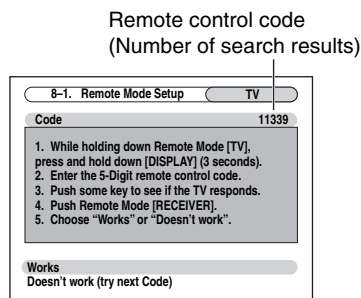 Remote control code
(Number of search results)
8–1. Remote Mode Setup TV
Code 11339
1. While holding down Remote Mode [TV],
press and hold down [DISPLAY] (3 seconds).
2. Enter the 5-Digit remote control code.
3. Push some key to see if the TV responds.
4. Push Remote Mode [RECEIVER].
5. Choose “Works” or “Doesn’t work”.
Works
Doesn’t work (try next Code)